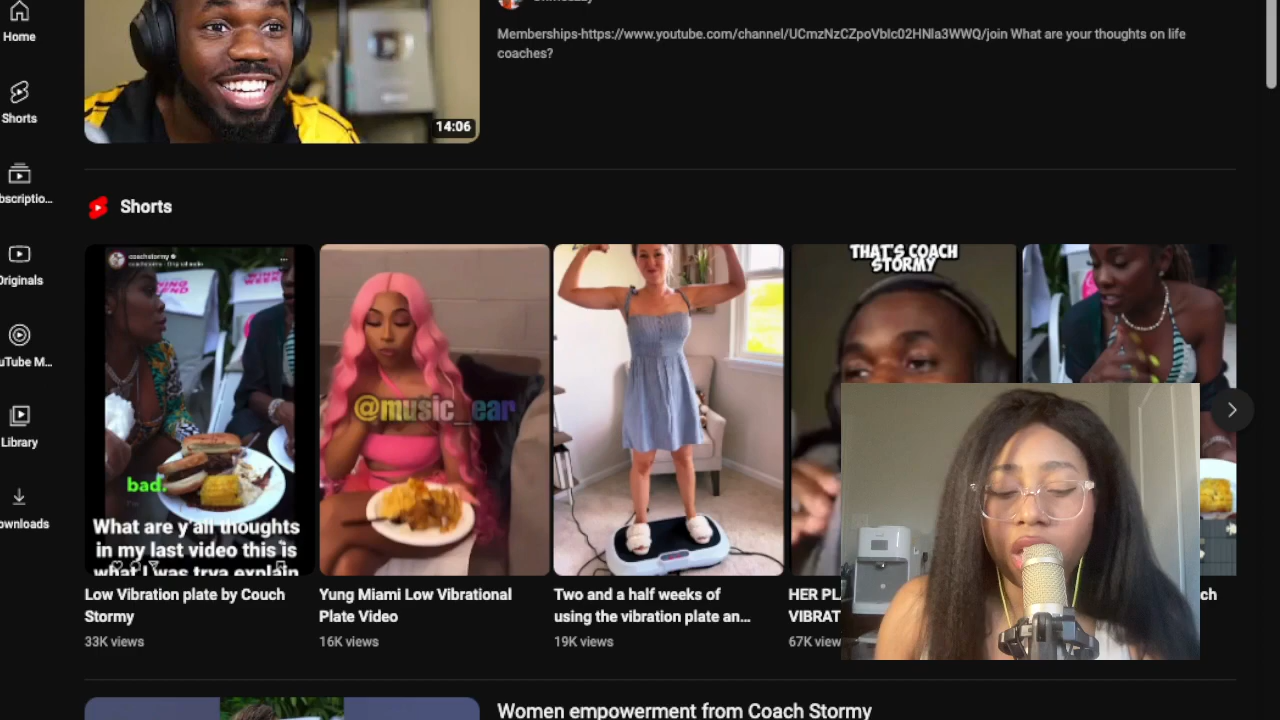 Memberships-https://www.youtube.com/channel/UCmzNzCZpoVbIc02HNla3WWQ/join What are your thoughts on life
coaches?
Home
14:06
Shorts
Shorts
Originals
Library
coachstormy
bad.
What are y'all thoughts
in my last video this is
what I was trya explain
@music_ear
THAT'S COACH
STORMY
Low Vibration plate by Couch
Stormy
33K views
Yung Miami Low Vibrational
Plate Video
16K views
Two and a half weeks of
using the vibration plate an...
19K views
HER PL
VIBRAT
67K views
ch
Women empowerment from Coach Stormy